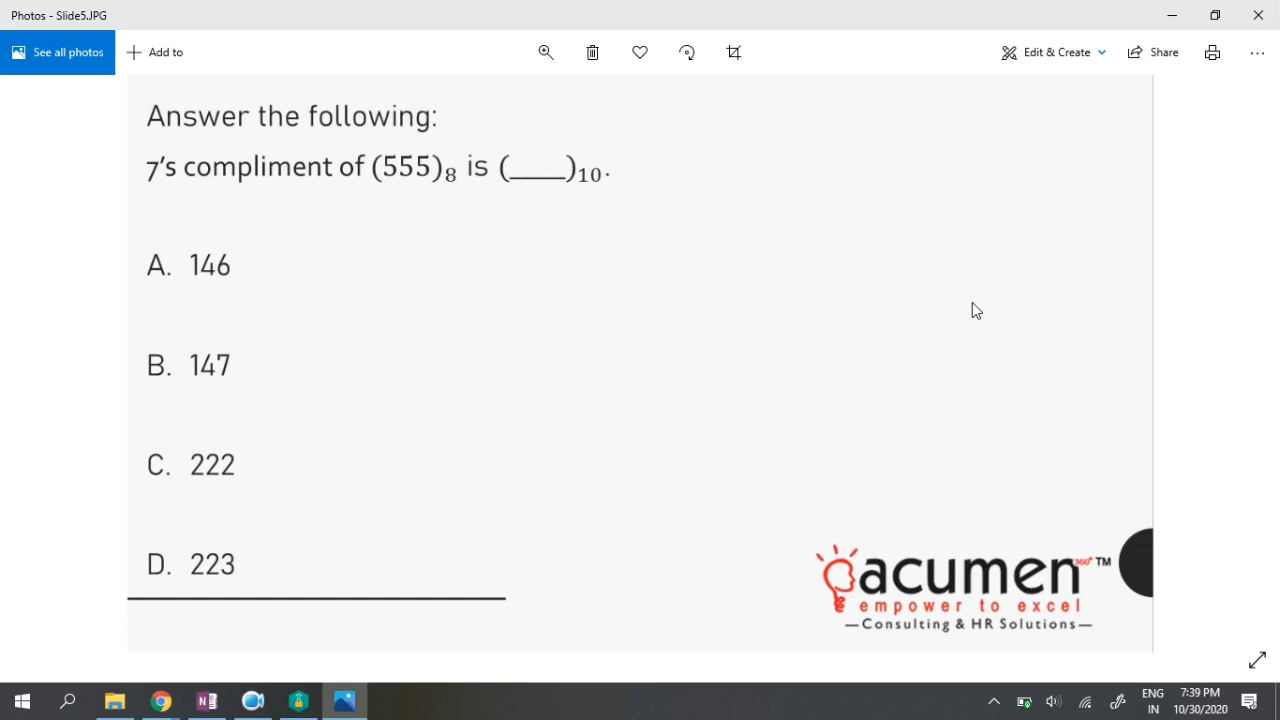 Photos - Slide5.JPG
See all photos
Add to
Edit & Create
Share
Answer the following:
7's compliment of (555)₈ is (____)₁₀.
A. 146
B. 147
C. 222
D. 223
acumen 360° TM
empower to excel
—Consulting & HR Solutions—
N
ENG
IN
7:39 PM
10/30/2020